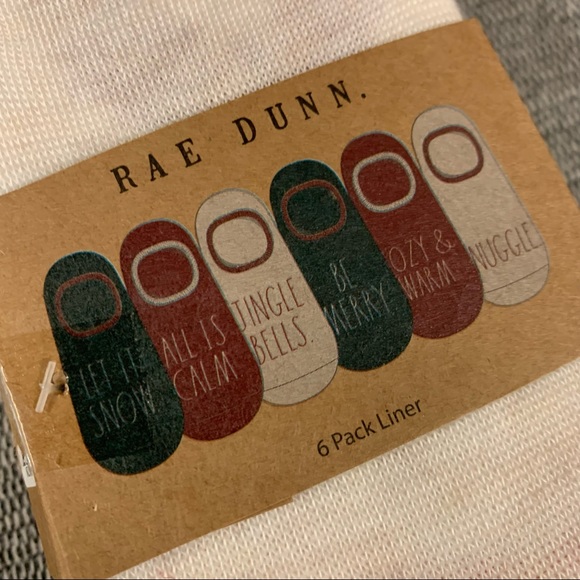 RAE DUNN.
LET IT
SNOW
ALL IS
CALM
JINGLE
BELLS.
BE
MERRY
OZY &
WARM
NUGGLE
6 Pack Liner